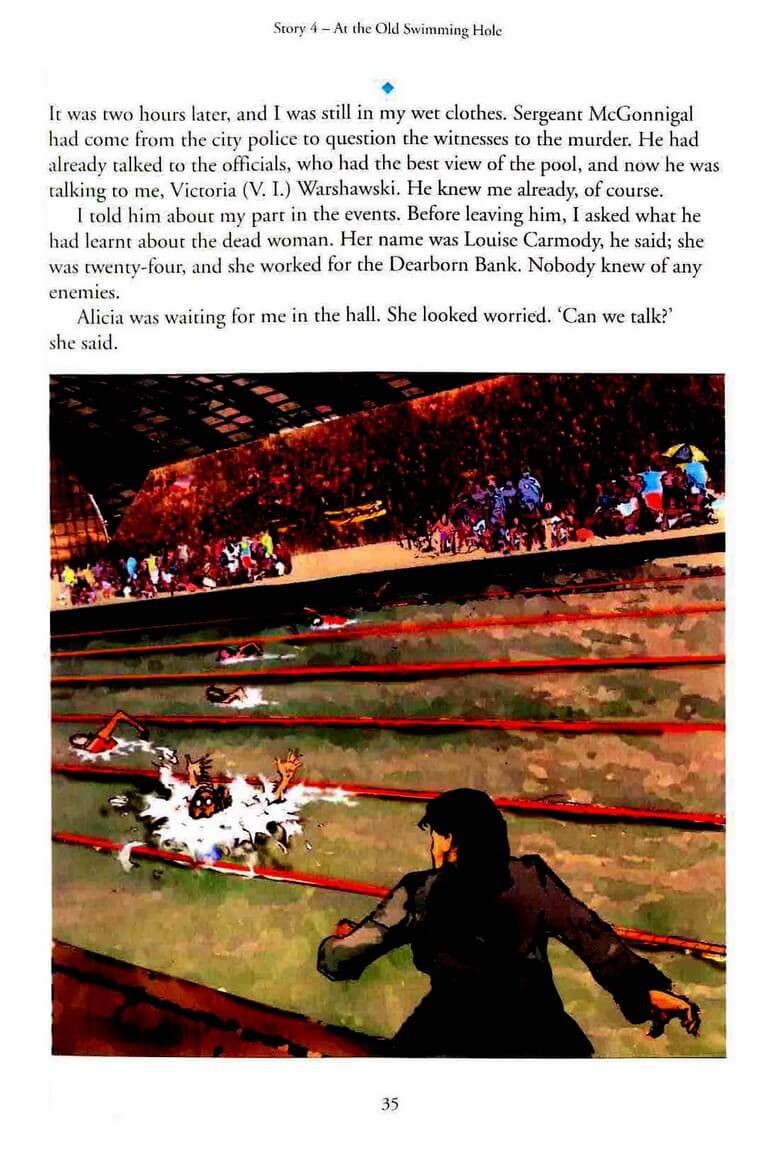 Story 4 – At the Old Swimming Hole
It was two hours later, and I was still in my wet clothes. Sergeant McGonnigal
had come from the city police to question the witnesses to the murder. He had
already talked to the officials, who had the best view of the pool, and now he was
talking to me, Victoria (V. I.) Warshawski. He knew me already, of course.
I told him about my part in the events. Before leaving him, I asked what he
had learnt about the dead woman. Her name was Louise Carmody, he said; she
was twenty-four, and she worked for the Dearborn Bank. Nobody knew of any
enemies.
Alicia was waiting for me in the hall. She looked worried. ‘Can we talk?’
she said.
35